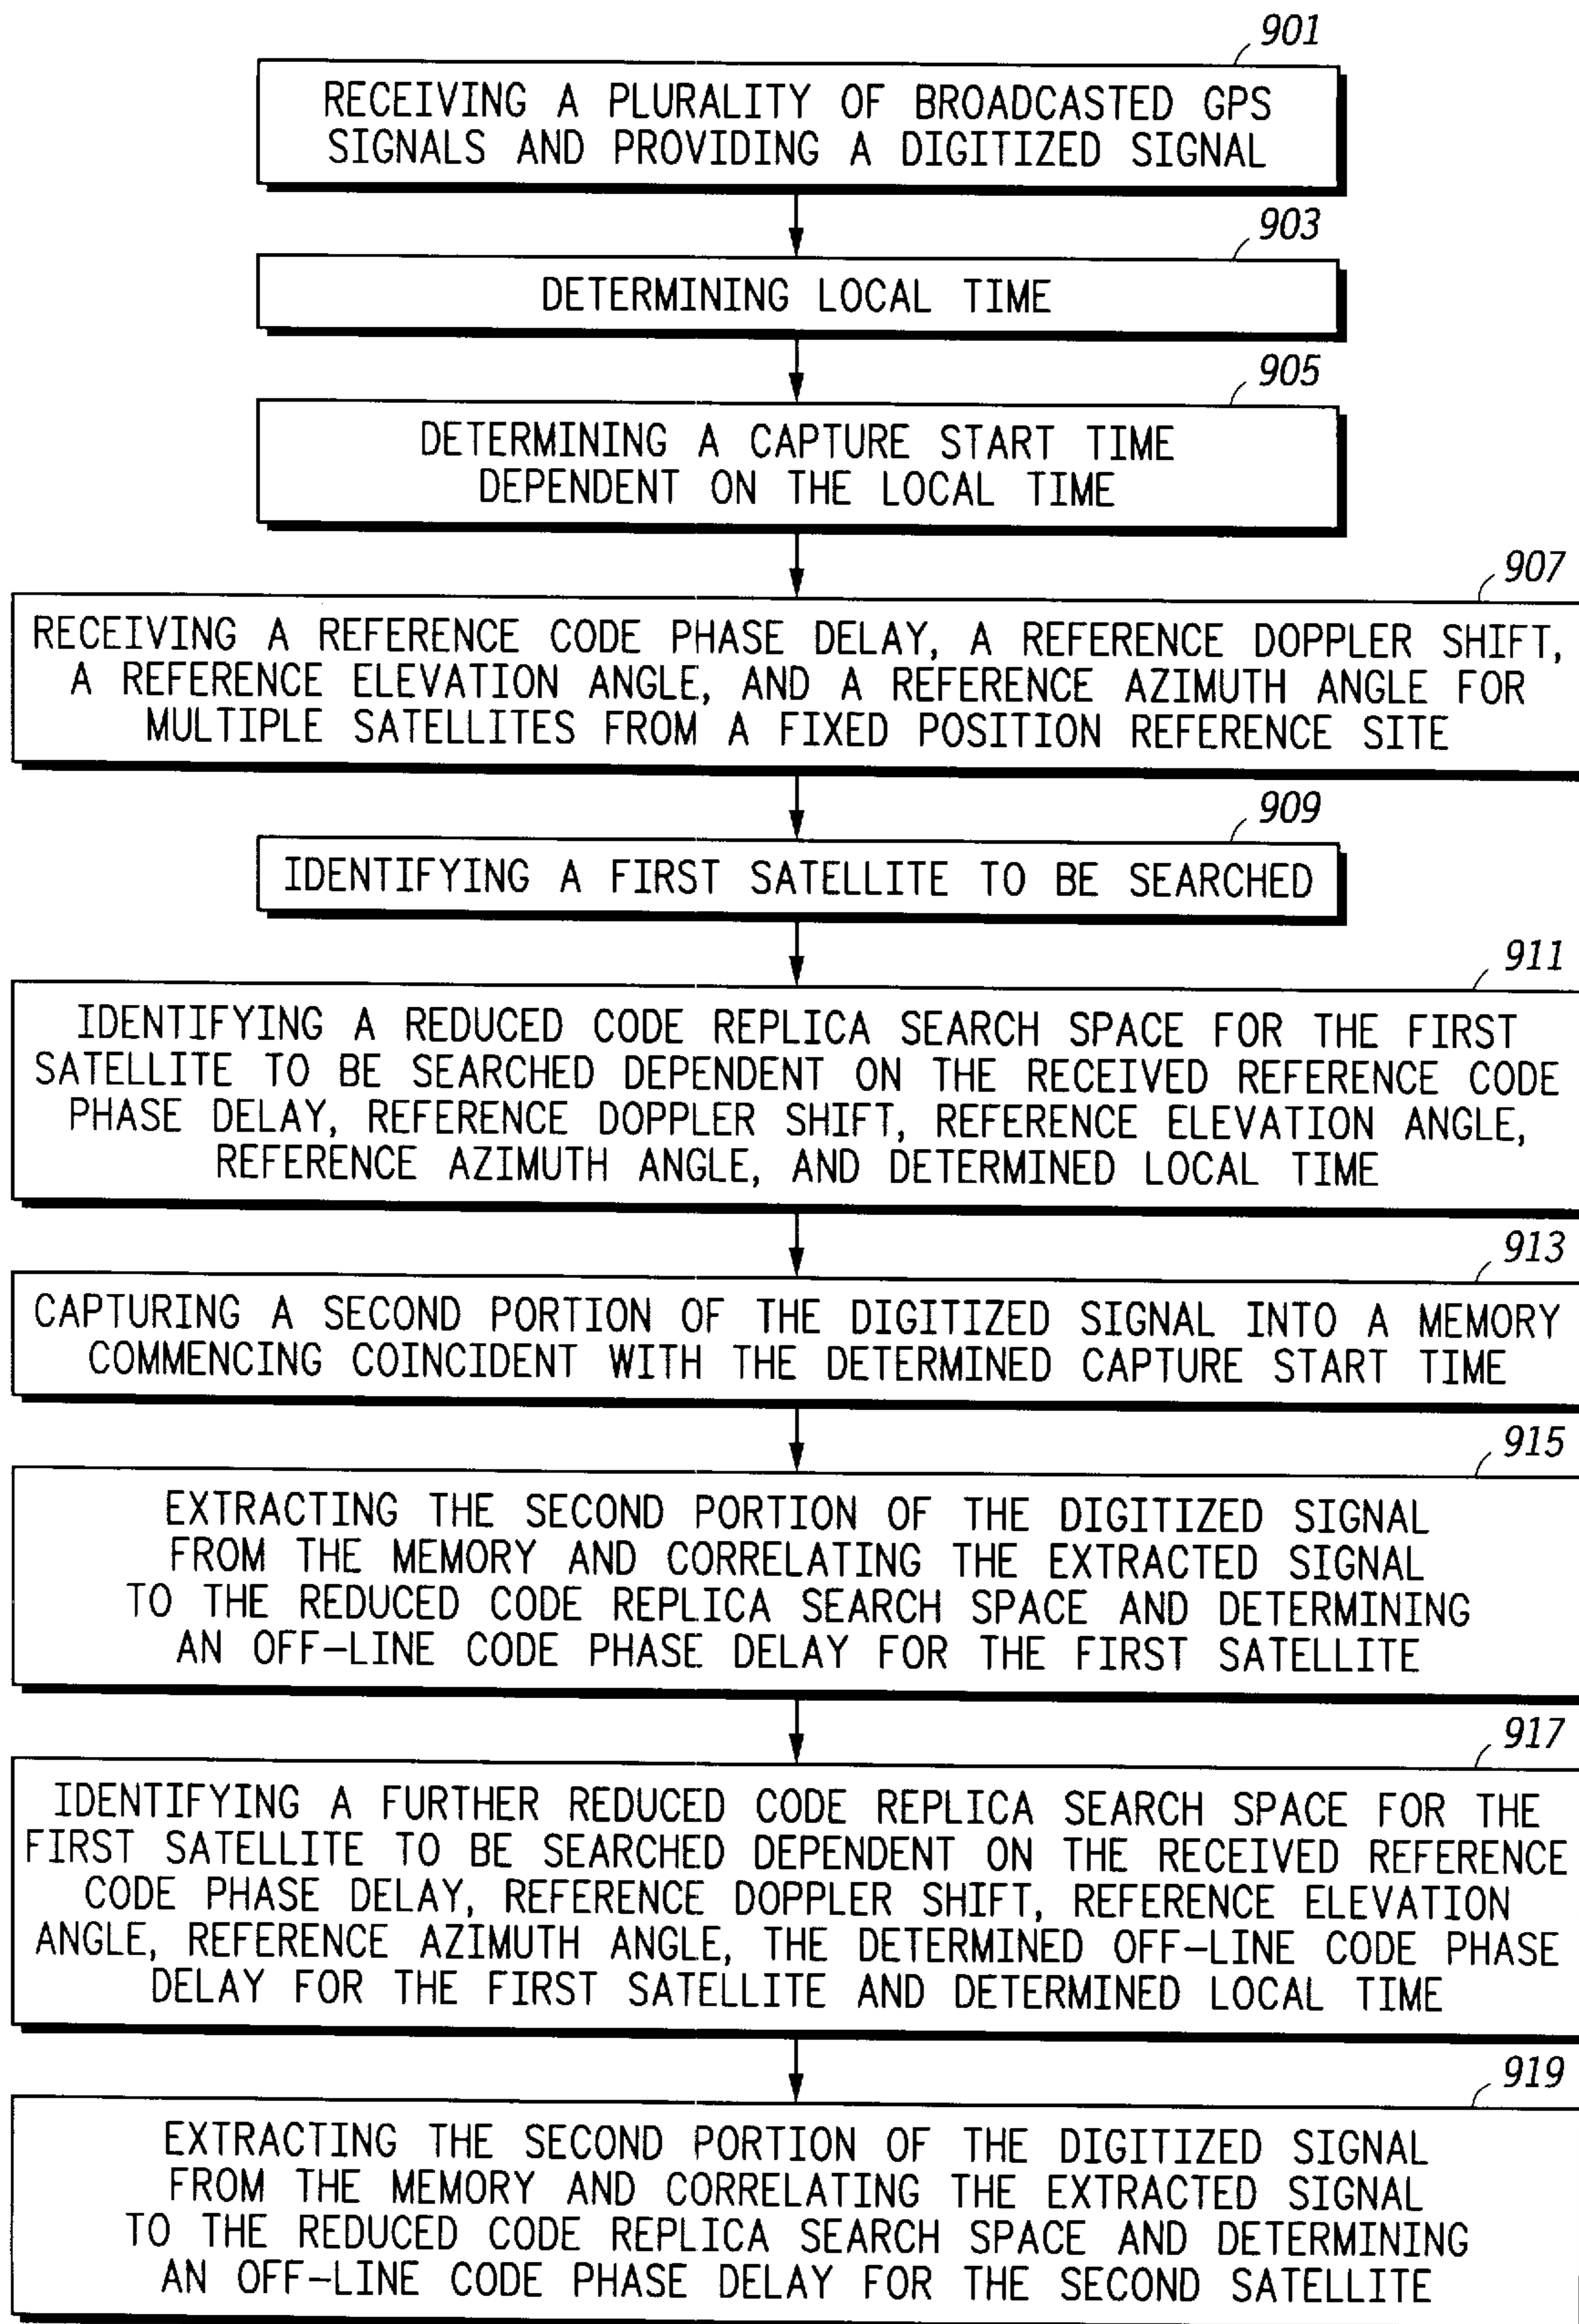 901
RECEIVING A PLURALITY OF BROADCASTED GPS
SIGNALS AND PROVIDING A DIGITIZED SIGNAL
903
DETERMINING LOCAL TIME
905
DETERMINING A CAPTURE START TIME
DEPENDENT ON THE LOCAL TIME
907
RECEIVING A REFERENCE CODE PHASE DELAY, A REFERENCE DOPPLER SHIFT,
A REFERENCE ELEVATION ANGLE, AND A REFERENCE AZIMUTH ANGLE FOR
MULTIPLE SATELLITES FROM A FIXED POSITION REFERENCE SITE
909
IDENTIFYING A FIRST SATELLITE TO BE SEARCHED
911
IDENTIFYING A REDUCED CODE REPLICA SEARCH SPACE FOR THE FIRST
SATELLITE TO BE SEARCHED DEPENDENT ON THE RECEIVED REFERENCE CODE
PHASE DELAY, REFERENCE DOPPLER SHIFT, REFERENCE ELEVATION ANGLE,
REFERENCE AZIMUTH ANGLE, AND DETERMINED LOCAL TIME
913
CAPTURING A SECOND PORTION OF THE DIGITIZED SIGNAL INTO A MEMORY
COMMENCING COINCIDENT WITH THE DETERMINED CAPTURE START TIME
915
EXTRACTING THE SECOND PORTION OF THE DIGITIZED SIGNAL
FROM THE MEMORY AND CORRELATING THE EXTRACTED SIGNAL
TO THE REDUCED CODE REPLICA SEARCH SPACE AND DETERMINING
AN OFF-LINE CODE PHASE DELAY FOR THE FIRST SATELLITE
917
IDENTIFYING A FURTHER REDUCED CODE REPLICA SEARCH SPACE FOR THE
FIRST SATELLITE TO BE SEARCHED DEPENDENT ON THE RECEIVED REFERENCE
CODE PHASE DELAY, REFERENCE DOPPLER SHIFT, REFERENCE ELEVATION
ANGLE, REFERENCE AZIMUTH ANGLE, THE DETERMINED OFF-LINE CODE PHASE
DELAY FOR THE FIRST SATELLITE AND DETERMINED LOCAL TIME
919
EXTRACTING THE SECOND PORTION OF THE DIGITIZED SIGNAL
FROM THE MEMORY AND CORRELATING THE EXTRACTED SIGNAL
TO THE REDUCED CODE REPLICA SEARCH SPACE AND DETERMINING
AN OFF-LINE CODE PHASE DELAY FOR THE SECOND SATELLITE